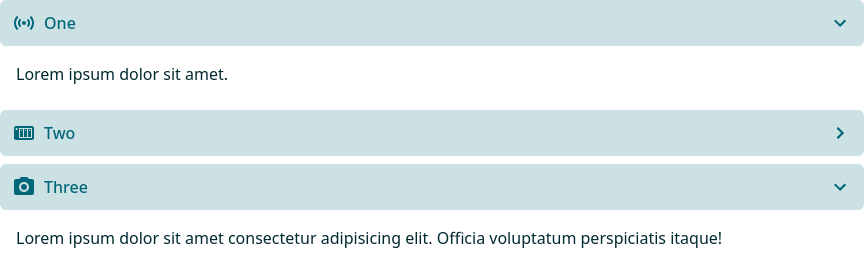 One
Lorem ipsum dolor sit amet.
Two
Three
Lorem ipsum dolor sit amet consectetur adipisicing elit. Officia voluptatum perspiciatis itaque!